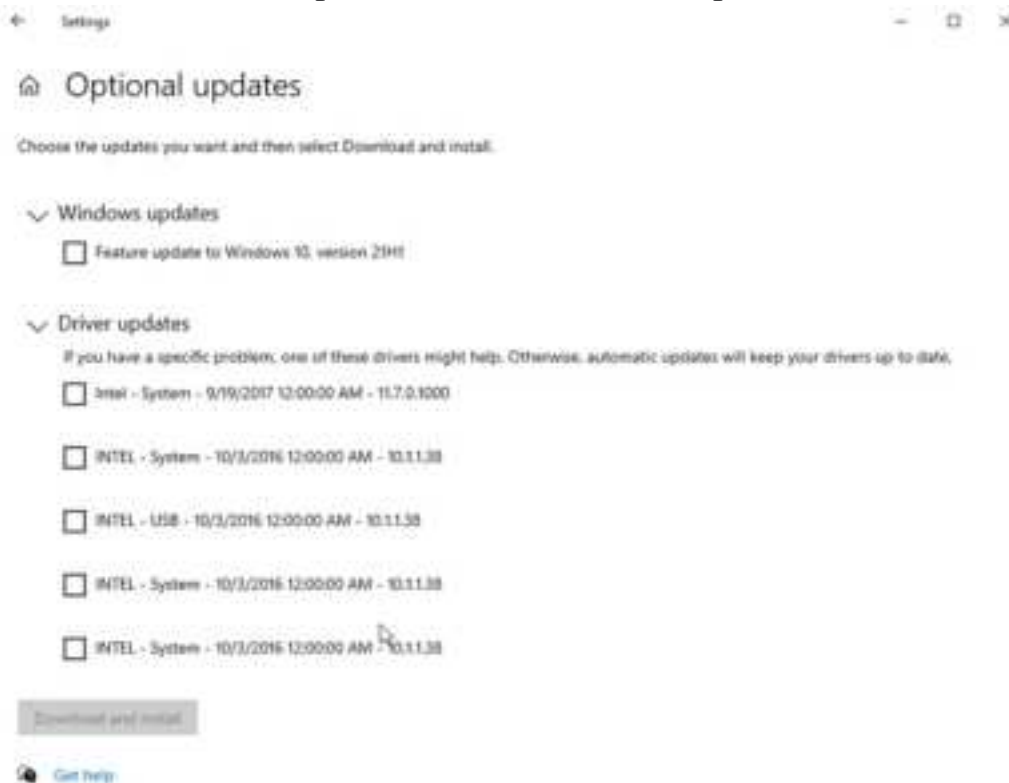 Settings
Optional updates
Choose the updates you want and then select Download and install.
Windows updates
Feature update to Windows 10, version 21H1
Driver updates
If you have a specific problem, one of these drivers might help. Otherwise, automatic updates will keep your drivers up to date.
Intel - System - 9/19/2017 12:00:00 AM - 11.7.0.1000
INTEL - System - 10/3/2016 12:00:00 AM - 10.1.1.38
INTEL - USB - 10/3/2016 12:00:00 AM - 10.1.1.38
INTEL - System - 10/3/2016 12:00:00 AM - 10.1.1.38
INTEL - System - 10/3/2016 12:00:00 AM - 10.1.1.38
Download and install
Get help